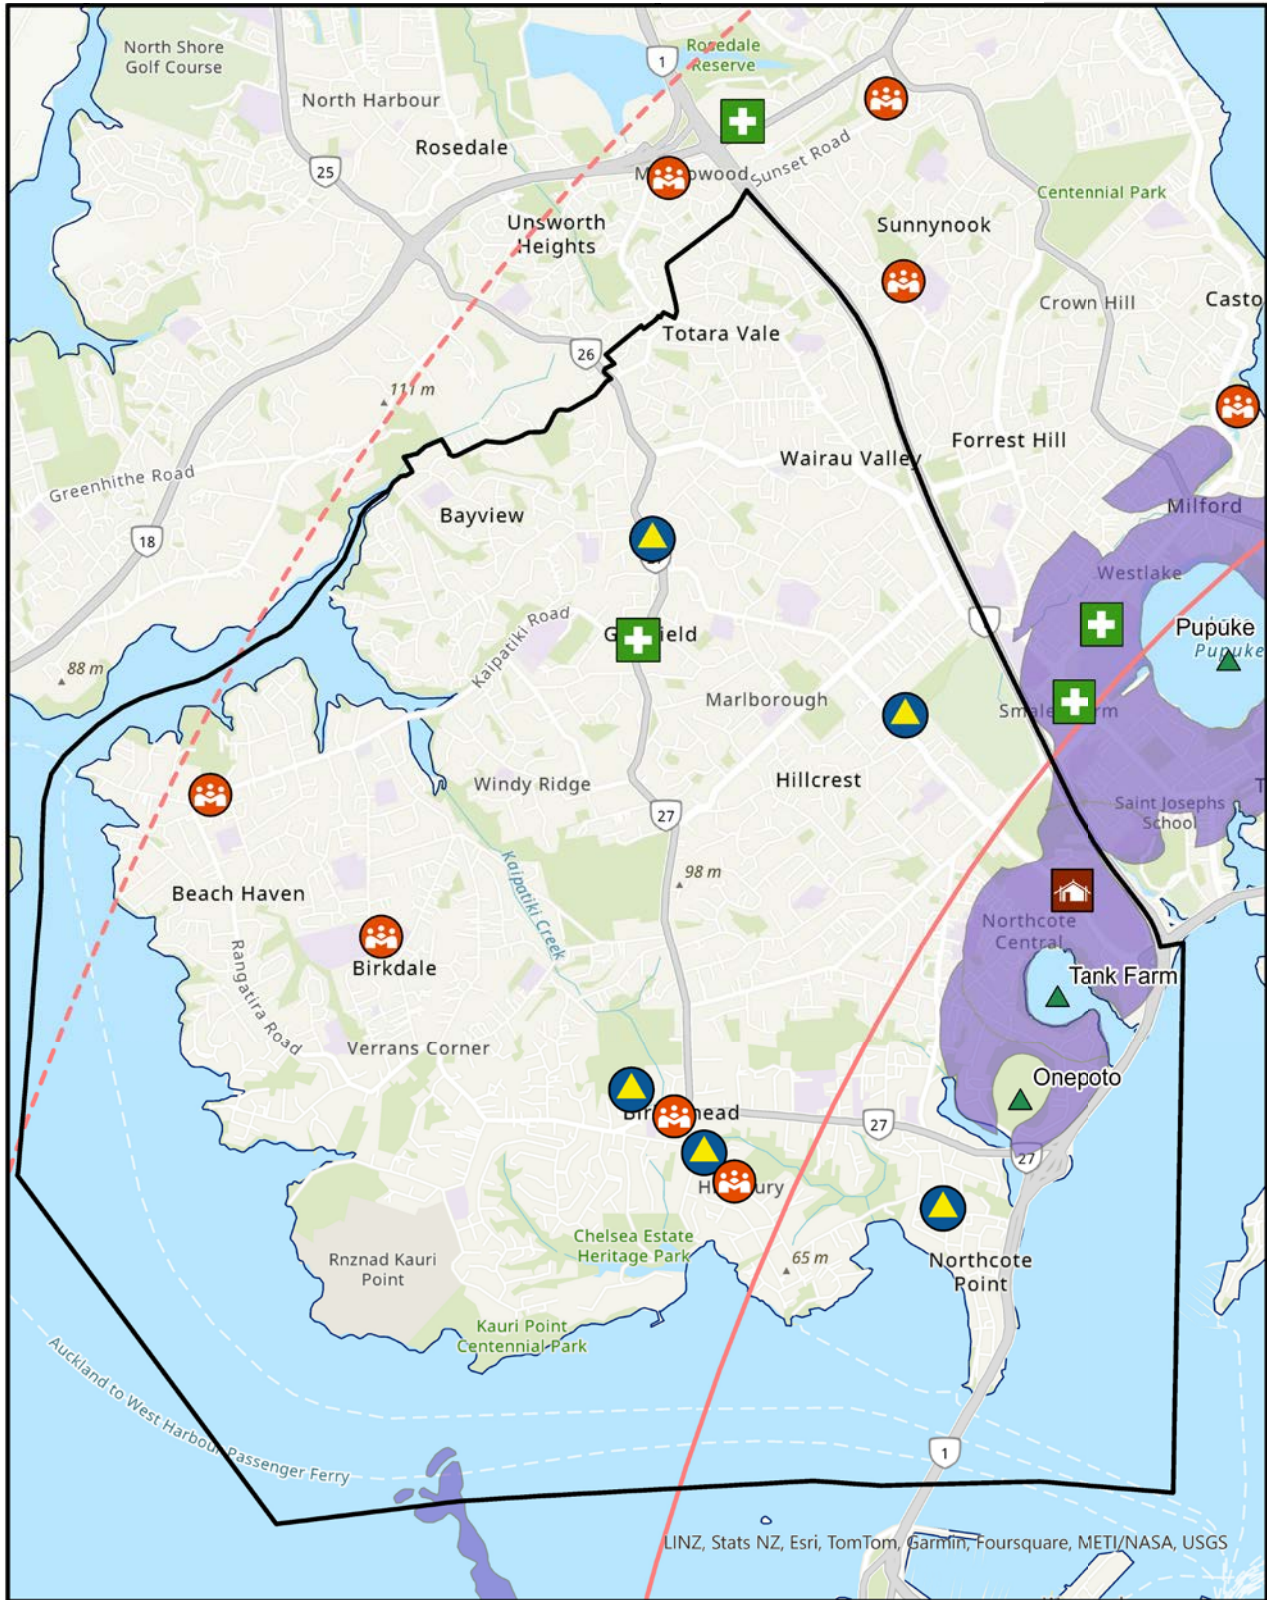 North Shore
Golf Course
1
Rosedale
Reserve
North Harbour
Rosedale
25
Sunset Road
Centennial Park
Unsworth
Heights
Sunnynook
Crown Hill
Casto
Totara Vale
26
111 m
Forrest Hill
Wairau Valley
Greenhithe Road
Milford
Bayview
18
Westlake
Kaipatiki Road
Pupuke
Pupuke
88 m
Marlborough
Hillcrest
Windy Ridge
Saint Josephs
School
27
98 m
Kaipatiki Creek
Beach Haven
Northcote
Central
Rangatira Road
Birkdale
Tank Farm
Verrans Corner
Onepoto
27
27
Chelsea Estate
Heritage Park
Rnznad Kauri
Point
65 m
Northcote
Point
Kauri Point
Centennial Park
Auckland to West Harbour Passenger Ferry
1
LINZ, Stats NZ, Esri, TomTom, Garmin, Foursquare, METI/NASA, USGS